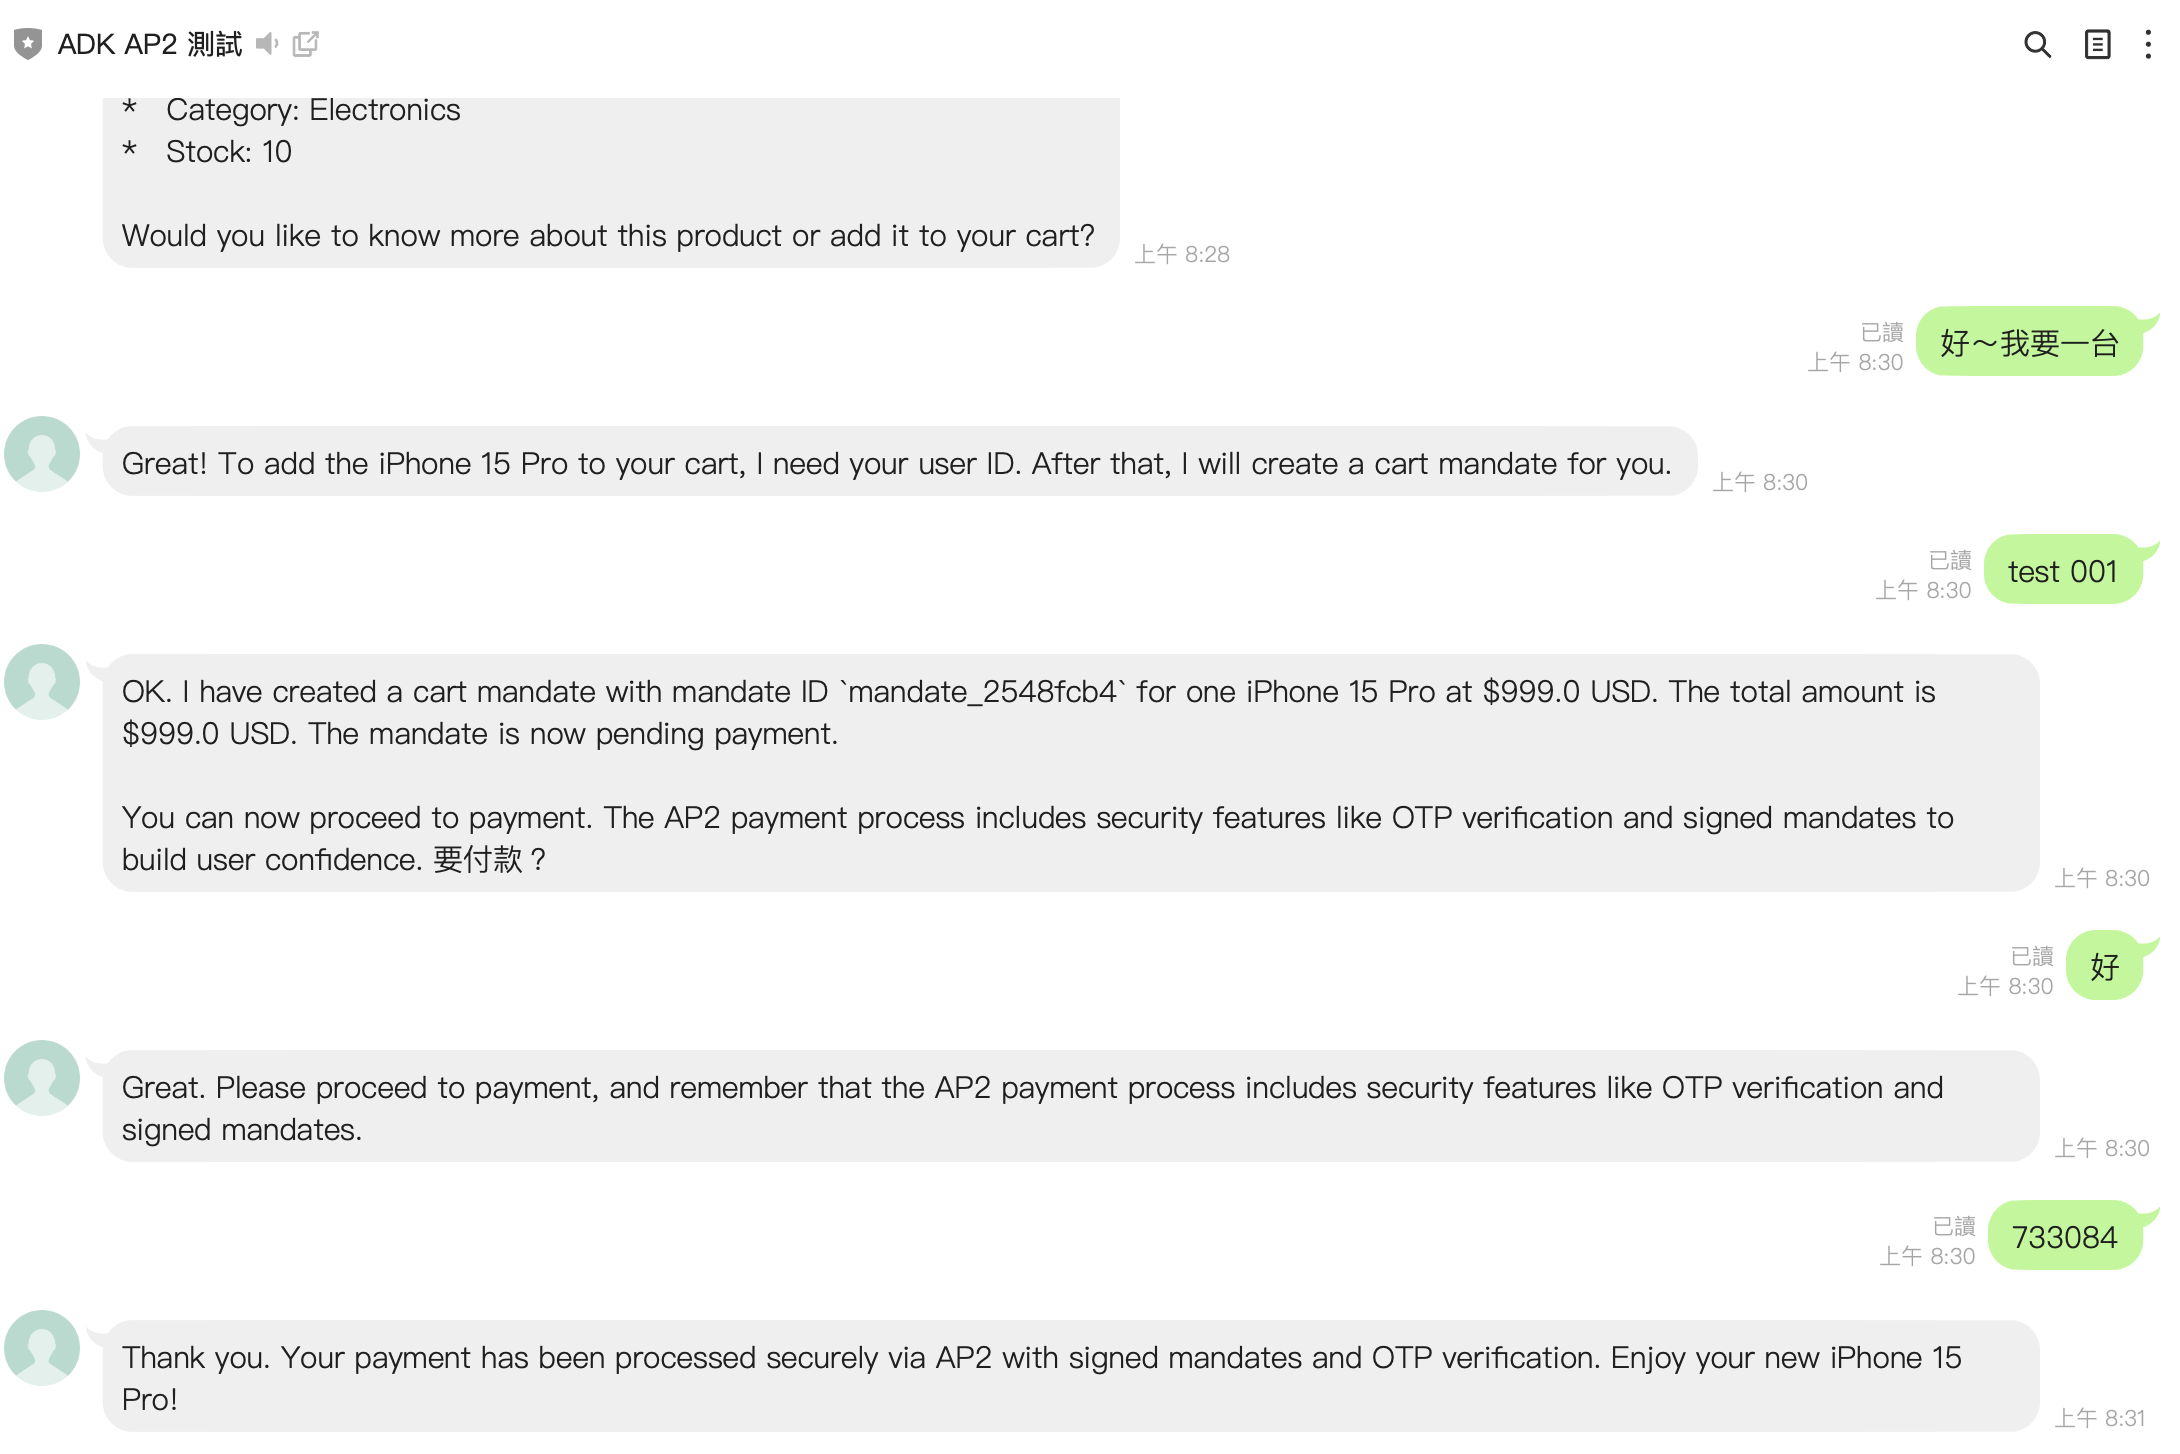 ADK AP2 測試
* Category: Electronics
* Stock: 10
Would you like to know more about this product or add it to your cart?
上午 8:28
已讀
上午 8:30
好～我要一台
Great! To add the iPhone 15 Pro to your cart, I need your user ID. After that, I will create a cart mandate for you.
上午 8:30
已讀
上午 8:30
test 001
OK. I have created a cart mandate with mandate ID `mandate_2548fcb4` for one iPhone 15 Pro at $999.0 USD. The total amount is
$999.0 USD. The mandate is now pending payment.
You can now proceed to payment. The AP2 payment process includes security features like OTP verification and signed mandates to
build user confidence. 要付款？
上午 8:30
已讀
上午 8:30
好
Great. Please proceed to payment, and remember that the AP2 payment process includes security features like OTP verification and
signed mandates.
上午 8:30
已讀
上午 8:30
733084
Thank you. Your payment has been processed securely via AP2 with signed mandates and OTP verification. Enjoy your new iPhone 15
Pro!
上午 8:31